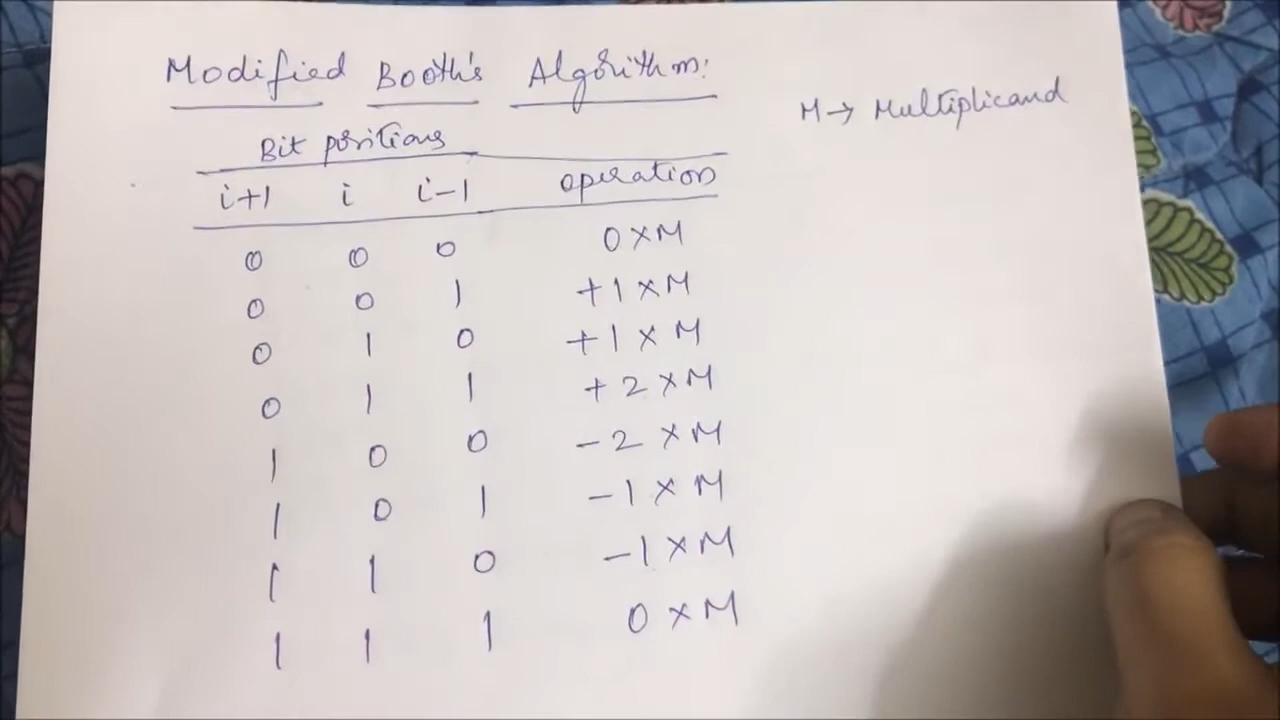 Modified Booth's Algorithm:
M → Multiplicand
Bit positions
i+1 i i-1 operation
0 0 0 0 x M
0 0 1 +1 x M
0 1 0 +1 x M
0 1 1 +2 x M
1 0 0 -2 x M
1 0 1 -1 x M
1 1 0 -1 x M
1 1 1 0 x M